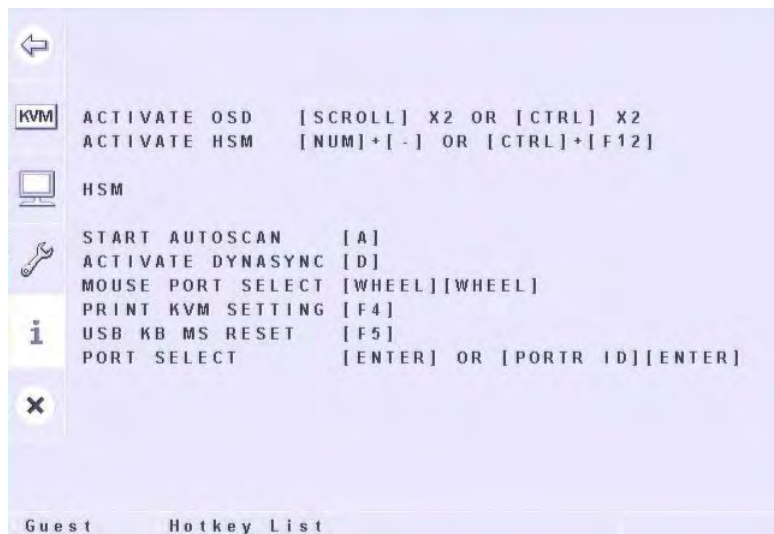 KVM
ACTIVATE OSD [SCROLL] X2 OR [CTRL] X2
ACTIVATE HSM [NUM]+[-] OR [CTRL]+[F12]
HSM
START AUTOSCAN [A]
ACTIVATE DYNASYNC [D]
MOUSE PORT SELECT [WHEEL][WHEEL]
PRINT KVM SETTING [F4]
USB KB MS RESET [F5]
PORT SELECT [ENTER] OR [PORTR ID][ENTER]
i
Guest Hotkey List